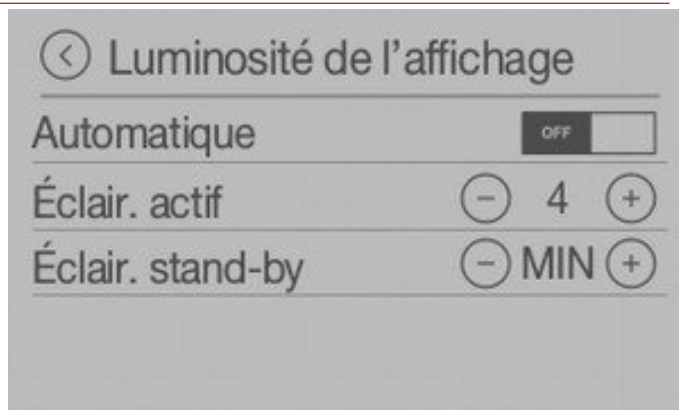 Luminosité de l'affichage
Automatique OFF
Éclair. actif - 4 +
Éclair. stand-by - MIN +